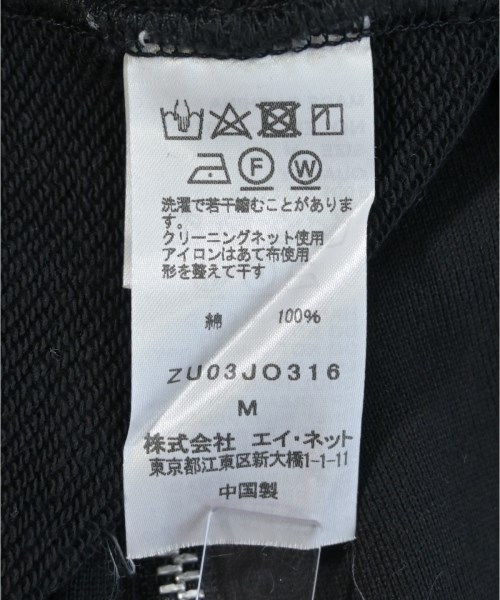 F W
洗濯で若干縮むことがありま
す。
クリーニングネット使用
アイロンはあて布使用
形を整えて干す
綿 100%
ZU03JO316
M
株式会社 エイ・ネット
東京都江東区新大橋1-1-11
中国製